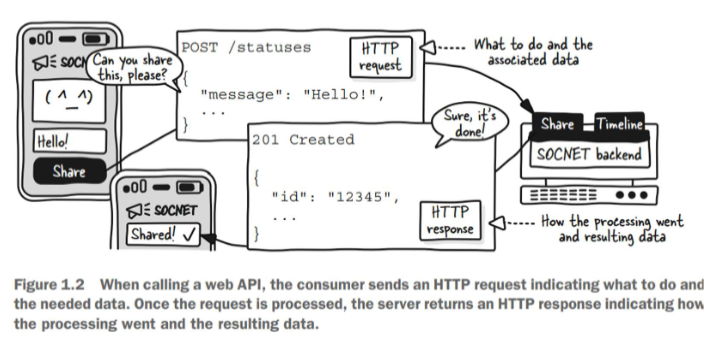 SOCN
Can you share
this, please?
( ^_^)
Hello!
Share
POST /statuses
{
"message": "Hello!",
...
}
HTTP
request
What to do and the
associated data
Sure, it's
done!
201 Created
{
"id": "12345",
...
}
HTTP
response
Share
Timeline
SOCNET backend
How the processing went
and resulting data
SOCNET
Shared! ✓
Figure 1.2 When calling a web API, the consumer sends an HTTP request indicating what to do and
the needed data. Once the request is processed, the server returns an HTTP response indicating how
the processing went and the resulting data.